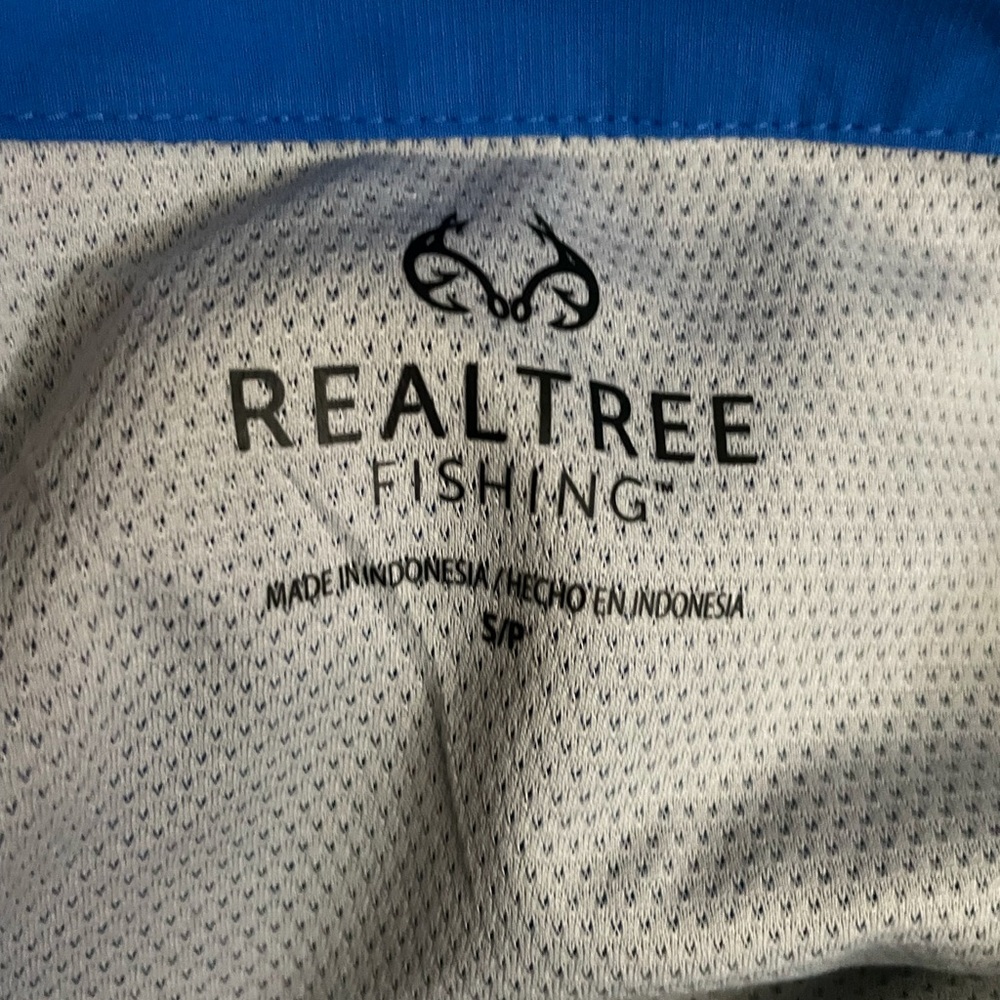 REALTREE
FISHING™
MADE IN INDONESIA / HECHO EN INDONESIA
S/P